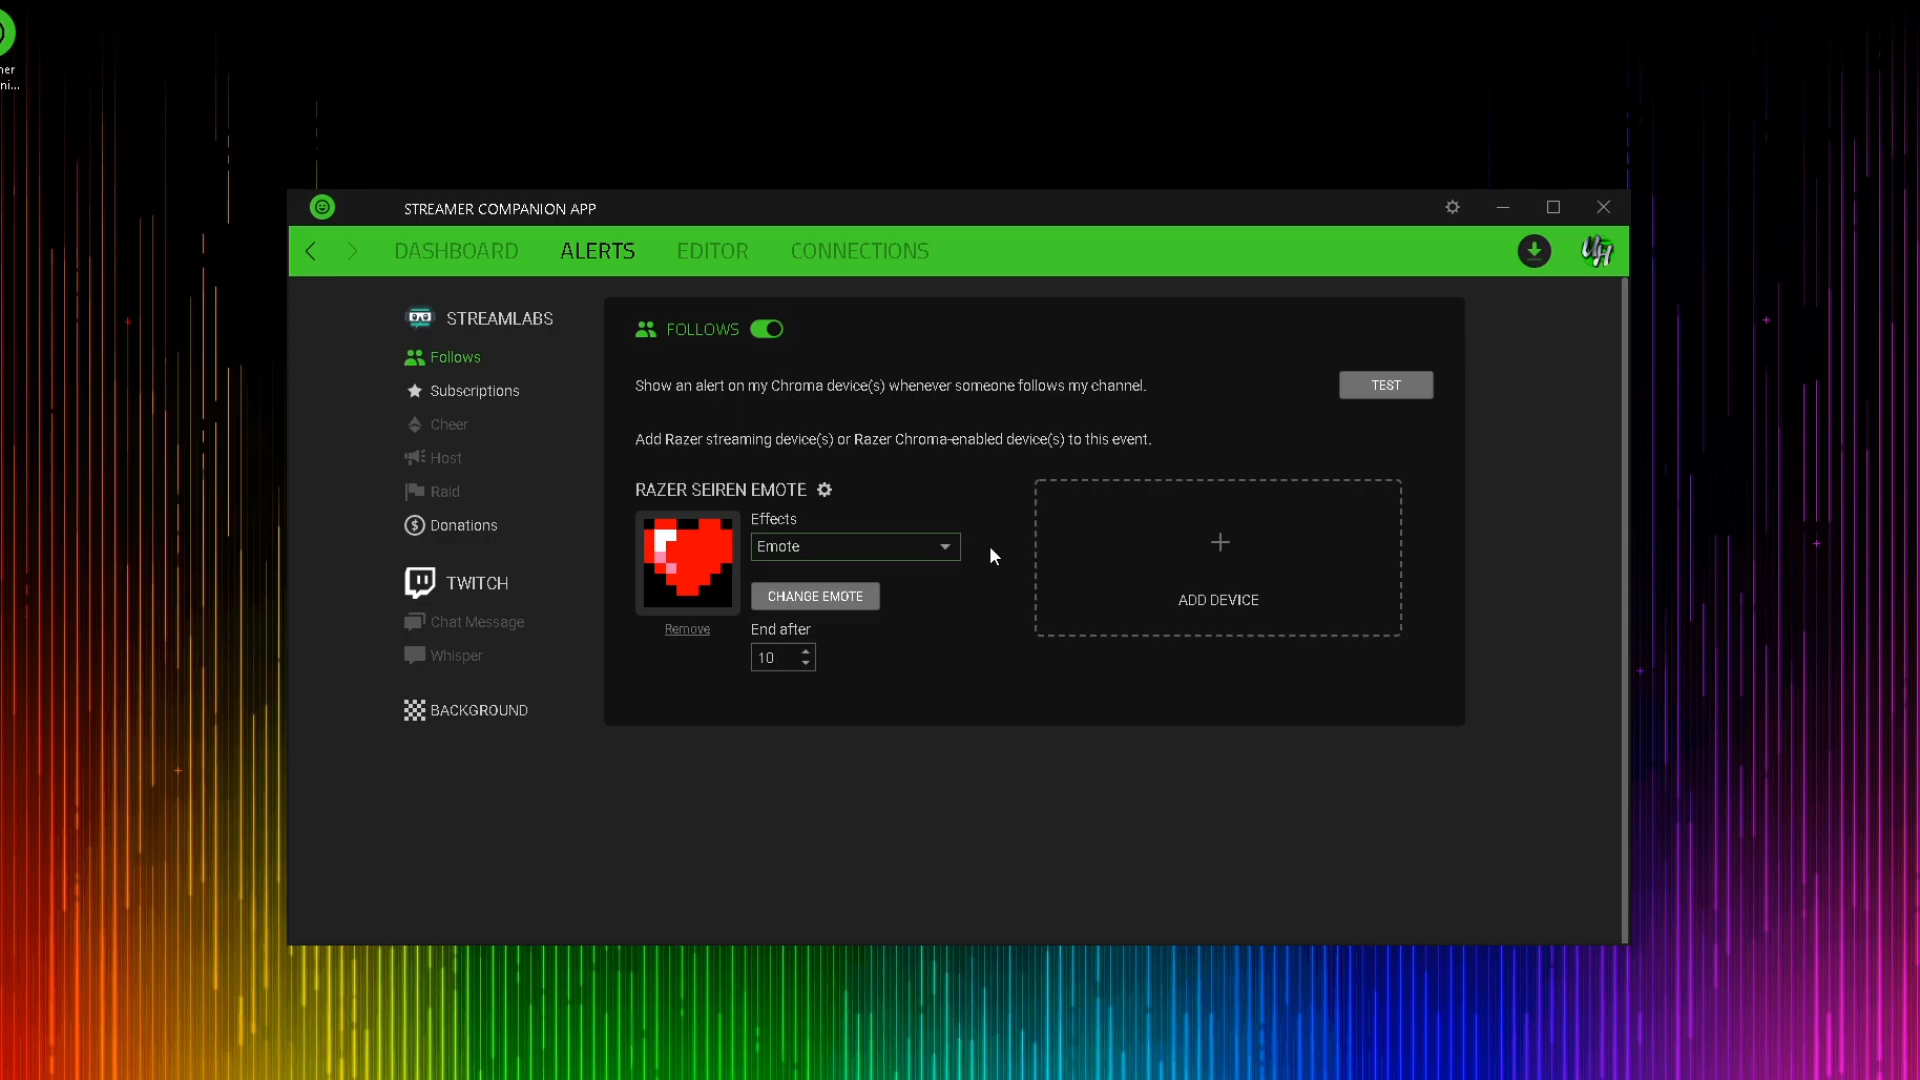 ner
ni...
STREAMER COMPANION APP
DASHBOARD ALERTS EDITOR CONNECTIONS
STREAMLABS
Follows
Subscriptions
Cheer
Host
Raid
Donations
TWITCH
Chat Message
Whisper
BACKGROUND
FOLLOWS
Show an alert on my Chroma device(s) whenever someone follows my channel.
TEST
Add Razer streaming device(s) or Razer Chroma-enabled device(s) to this event.
RAZER SEIREN EMOTE
Effects
Emote
CHANGE EMOTE
Remove
End after
10
ADD DEVICE